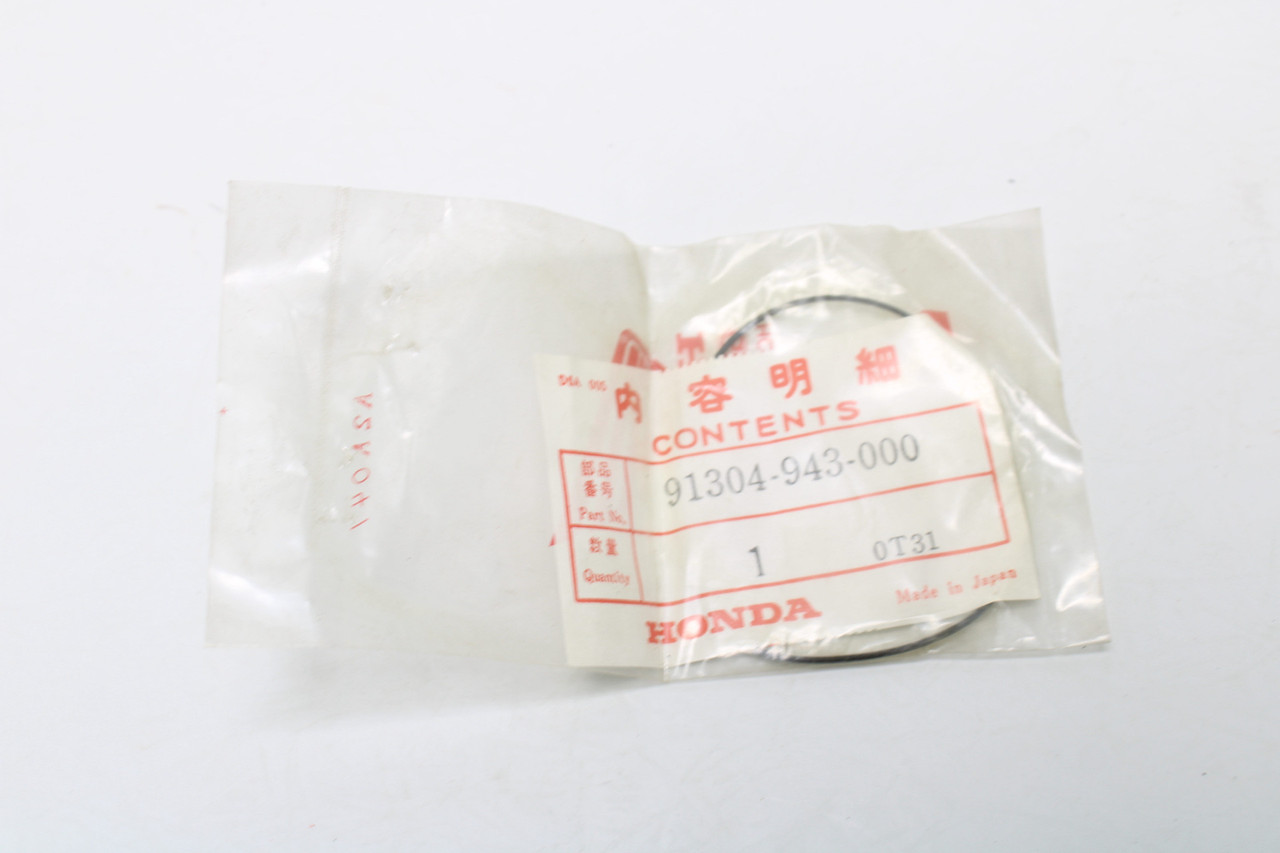 内容明細
CONTENTS
部品
番号
Part No.
91304-943-000
数量
Quantity
1
0T31
HONDA
Made in Japan